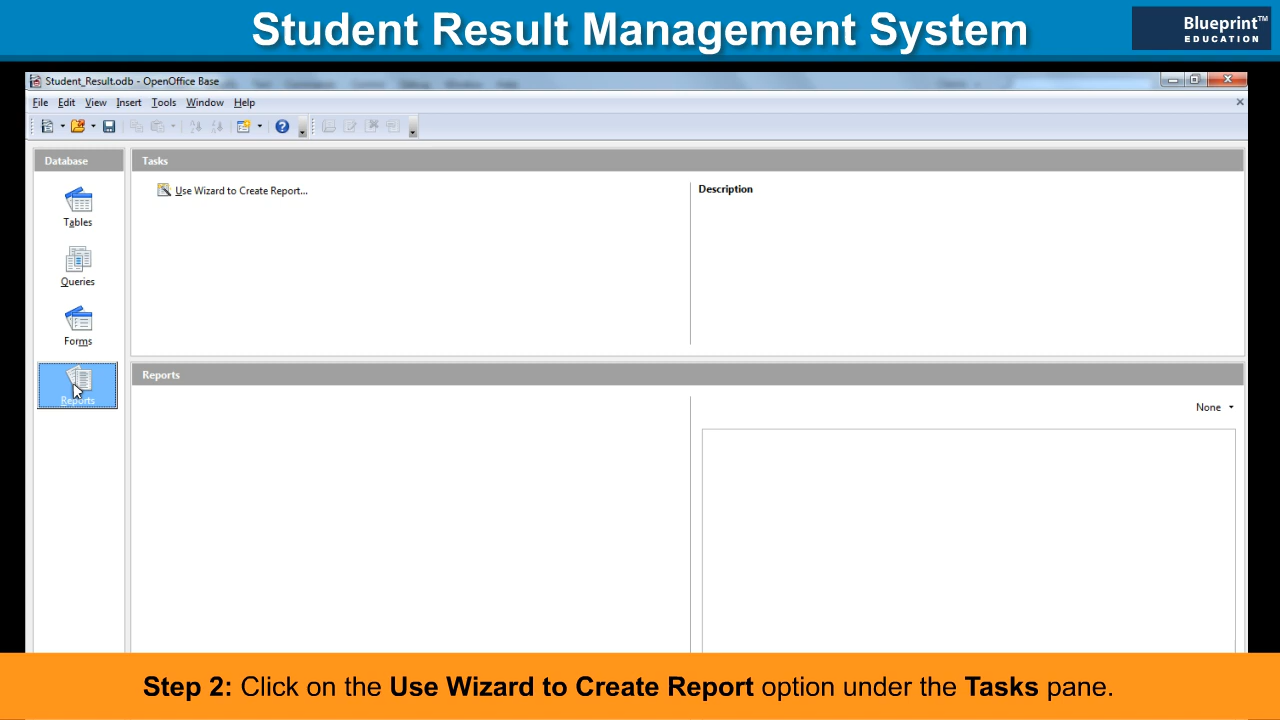 Student Result Management System
Blueprint™
EDUCATION
Student_Result.odb - OpenOffice Base
File Edit View Insert Tools Window Help
Database
Tasks
Use Wizard to Create Report...
Description
Tables
Queries
Forms
Reports
Reports
None
Step 2: Click on the Use Wizard to Create Report option under the Tasks pane.